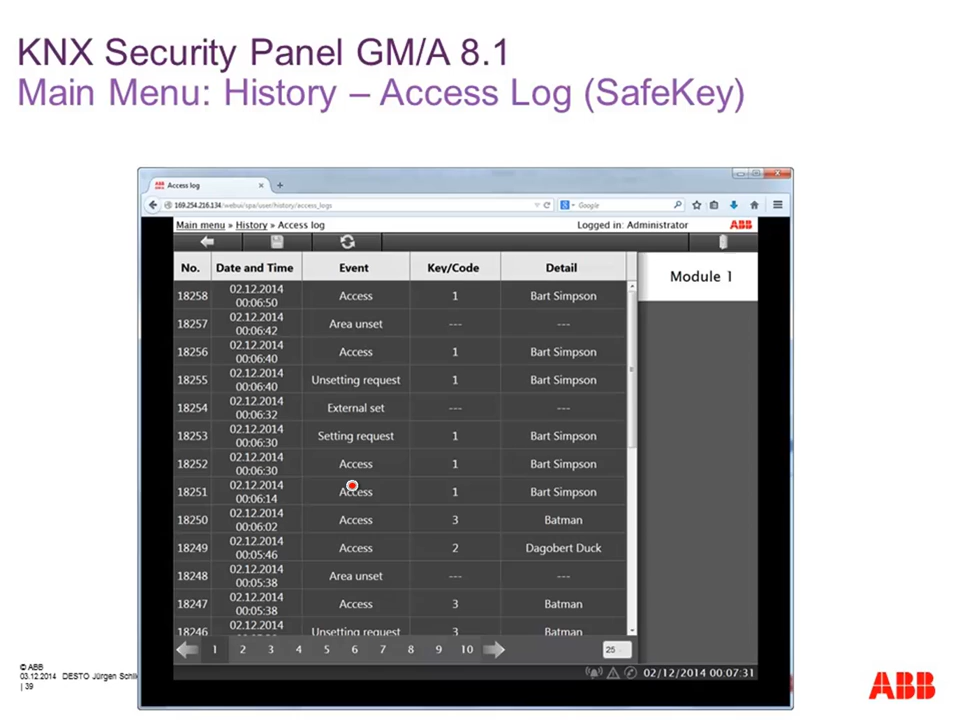 KNX Security Panel GM/A 8.1
Main Menu: History – Access Log (SafeKey)
ABB Access log × +
169.254.216.134/webui/spa/user/history/access_logs Google
Main menu » History » Access log Logged in: Administrator ABB
No. Date and Time Event Key/Code Detail Module 1
18258 02.12.2014 00:06:50 Access 1 Bart Simpson
18257 02.12.2014 00:06:42 Area unset --- ---
18256 02.12.2014 00:06:40 Access 1 Bart Simpson
18255 02.12.2014 00:06:40 Unsetting request 1 Bart Simpson
18254 02.12.2014 00:06:32 External set --- ---
18253 02.12.2014 00:06:30 Setting request 1 Bart Simpson
18252 02.12.2014 00:06:30 Access 1 Bart Simpson
18251 02.12.2014 00:06:14 Access 1 Bart Simpson
18250 02.12.2014 00:06:02 Access 3 Batman
18249 02.12.2014 00:05:46 Access 2 Dagobert Duck
18248 02.12.2014 00:05:38 Area unset --- ---
18247 02.12.2014 00:05:38 Access 3 Batman
18246 02.12.2014 Unsetting request 3 Batman
1 2 3 4 5 6 7 8 9 10 25
02/12/2014 00:07:31
© ABB
03.12.2014 DESTO Jürgen
| 39
ABB